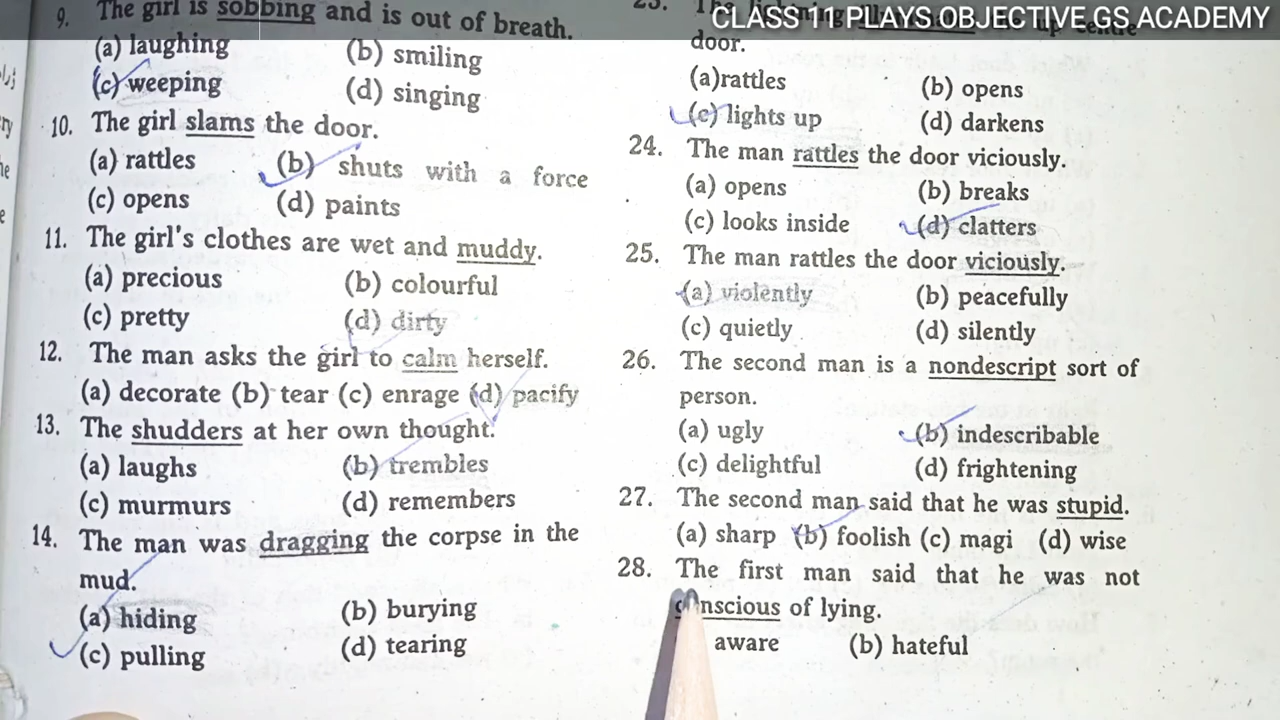 CLASS 11 PLAYS OBJECTIVE GS ACADEMY
9. The girl is sobbing and is out of breath.
(a) laughing (b) smiling
(c) weeping (d) singing
10. The girl slams the door.
(a) rattles (b) shuts with a force
(c) opens (d) paints
11. The girl's clothes are wet and muddy.
(a) precious (b) colourful
(c) pretty (d) dirty
12. The man asks the girl to calm herself.
(a) decorate (b) tear (c) enrage (d) pacify
13. The shudders at her own thought.
(a) laughs (b) trembles
(c) murmurs (d) remembers
14. The man was dragging the corpse in the
mud.
(a) hiding (b) burying
(c) pulling (d) tearing
door.
(a)rattles (b) opens
(c) lights up (d) darkens
24. The man rattles the door viciously.
(a) opens (b) breaks
(c) looks inside (d) clatters
25. The man rattles the door viciously.
(a) violently (b) peacefully
(c) quietly (d) silently
26. The second man is a nondescript sort of
person.
(a) ugly (b) indescribable
(c) delightful (d) frightening
27. The second man said that he was stupid.
(a) sharp (b) foolish (c) magi (d) wise
28. The first man said that he was not
conscious of lying.
aware (b) hateful